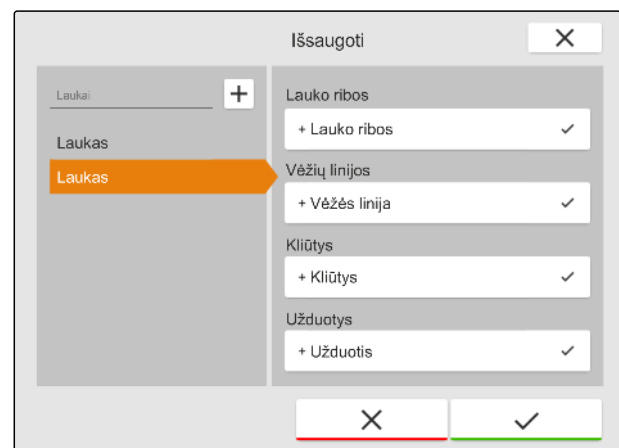 Išsaugoti
Laukai
Laukas
Laukas
Lauko ribos
+ Lauko ribos
Vėžių linijos
+ Vėžės linija
Kliūtys
+ Kliūtys
Užduotys
+ Užduotis